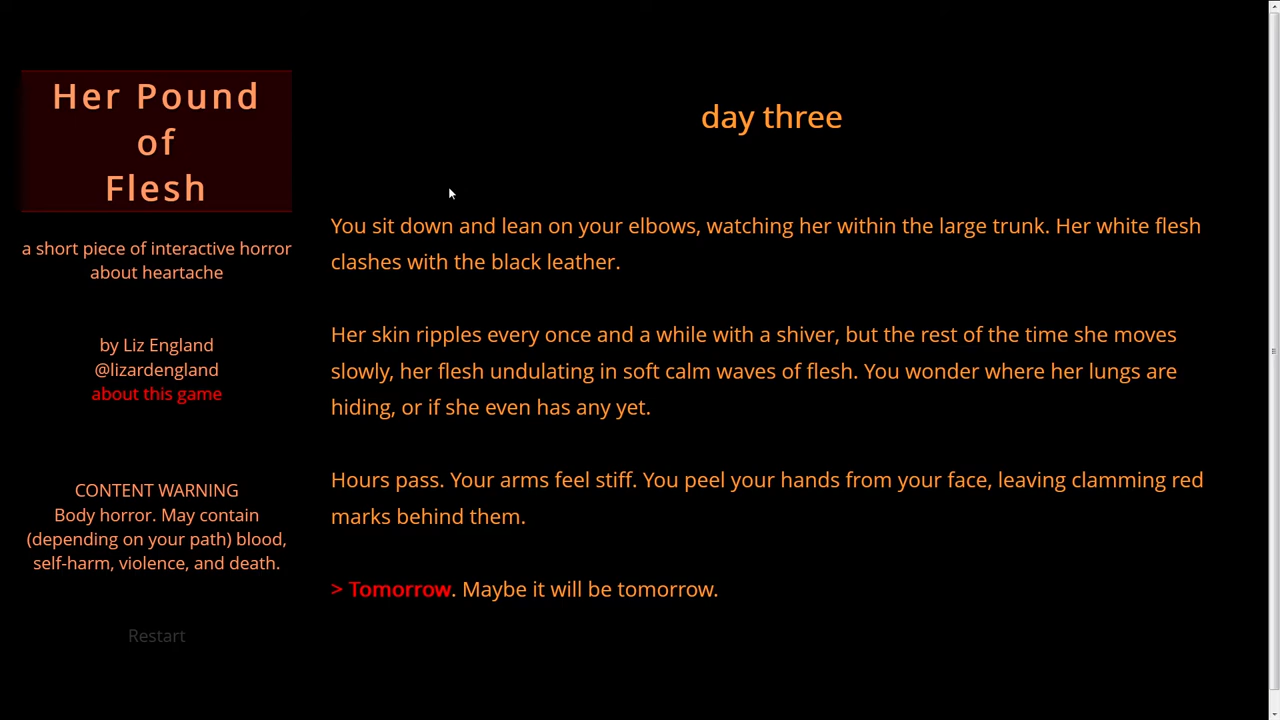 Her Pound
of
Flesh
a short piece of interactive horror
about heartache
by Liz England
@lizardengland
about this game
CONTENT WARNING
Body horror. May contain
(depending on your path) blood,
self-harm, violence, and death.
Restart
day three
You sit down and lean on your elbows, watching her within the large trunk. Her white flesh
clashes with the black leather.
Her skin ripples every once and a while with a shiver, but the rest of the time she moves
slowly, her flesh undulating in soft calm waves of flesh. You wonder where her lungs are
hiding, or if she even has any yet.
Hours pass. Your arms feel stiff. You peel your hands from your face, leaving clamming red
marks behind them.
> Tomorrow. Maybe it will be tomorrow.